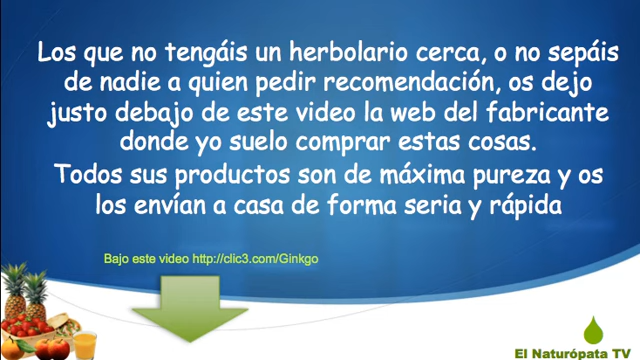 Los que no tengáis un herbolario cerca, o no sepáis
de nadie a quien pedir recomendación, os dejo
justo debajo de este video la web del fabricante
donde yo suelo comprar estas cosas.
Todos sus productos son de máxima pureza y os
los envían a casa de forma seria y rápida
Bajo este video http://clic3.com/Ginkgo
El Naturópata TV